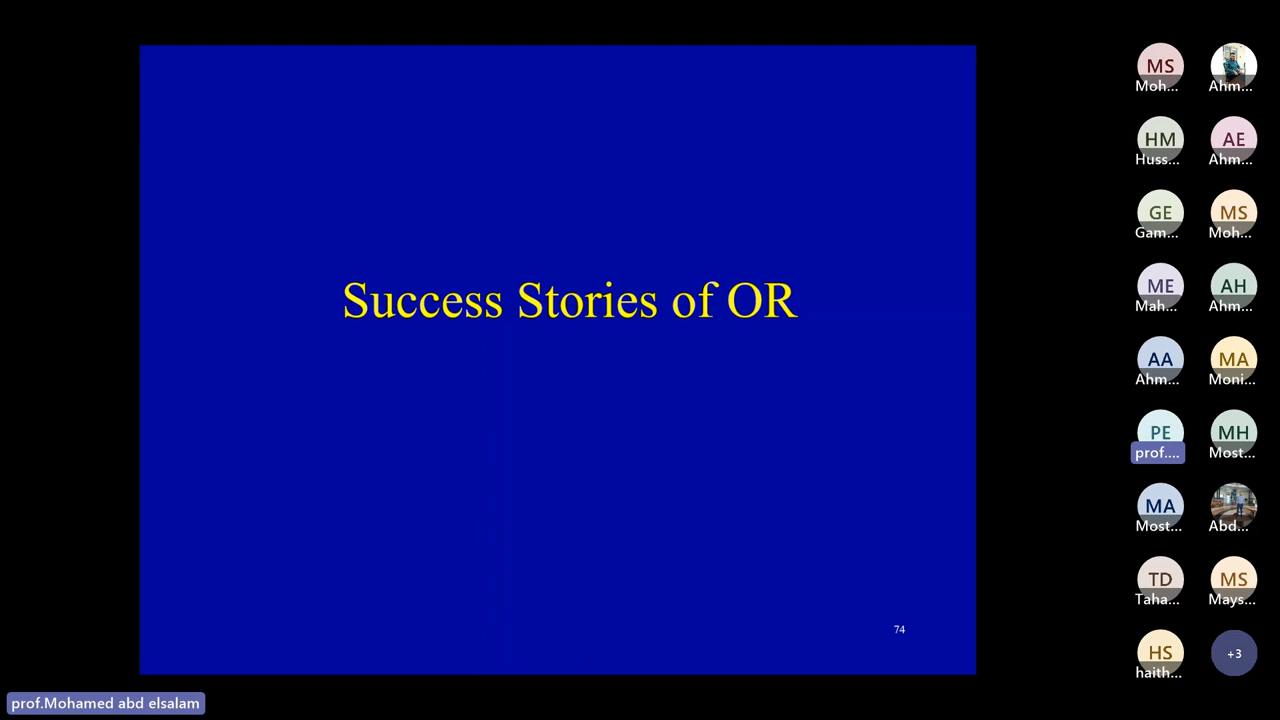 Success Stories of OR
74
MS
Moh...
Ahm...
HM
Huss...
AE
Ahm...
GE
Gam...
MS
Moh...
ME
Mah...
AH
Ahm...
AA
Ahm...
MA
Moni...
PE
prof....
MH
Most...
MA
Most...
Abd...
TD
Taha...
MS
Mays...
HS
haith...
+3
prof.Mohamed abd elsalam